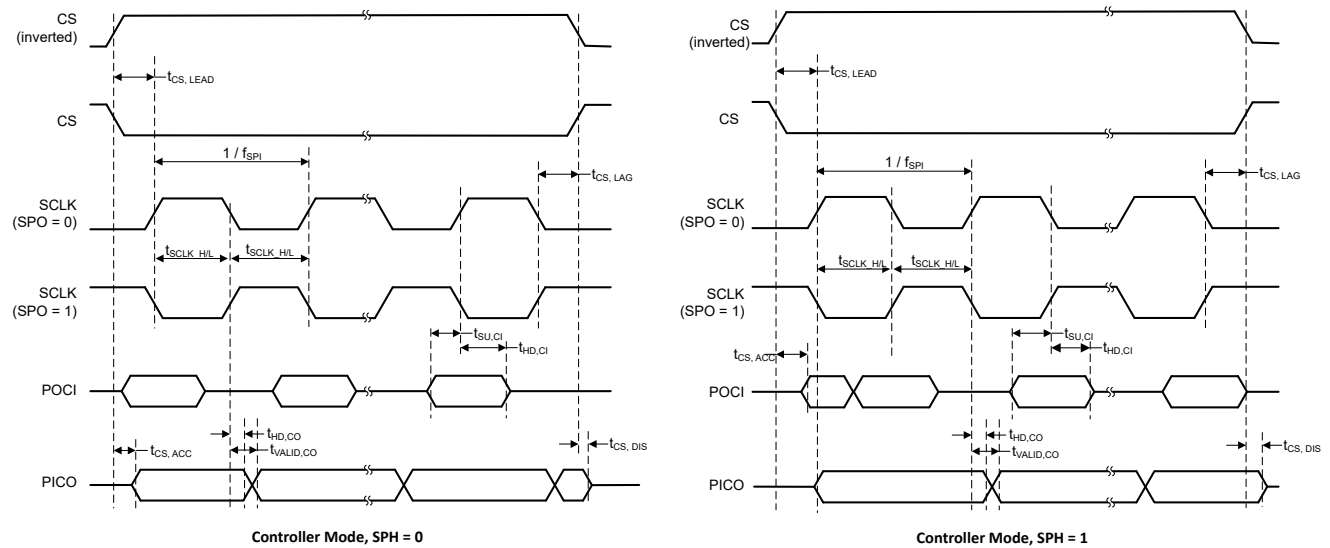 CS
(inverted)
tCS, LEAD
CS
1 / fSPI
tCS, LAG
SCLK
(SPO = 0)
tSCLK_H/L
tSCLK_H/L
SCLK
(SPO = 1)
tSU,CI
tHD,CI
POCI
tHD,CO
tCS, ACC
tVALID,CO
tCS, DIS
PICO
Controller Mode, SPH = 0
CS
(inverted)
tCS, LEAD
CS
1 / fSPI
tCS, LAG
SCLK
(SPO = 0)
tSCLK_H/L
tSCLK_H/L
SCLK
(SPO = 1)
tSU,CI
tCS, ACC
tHD,CI
POCI
tHD,CO
tVALID,CO
tCS, DIS
PICO
Controller Mode, SPH = 1